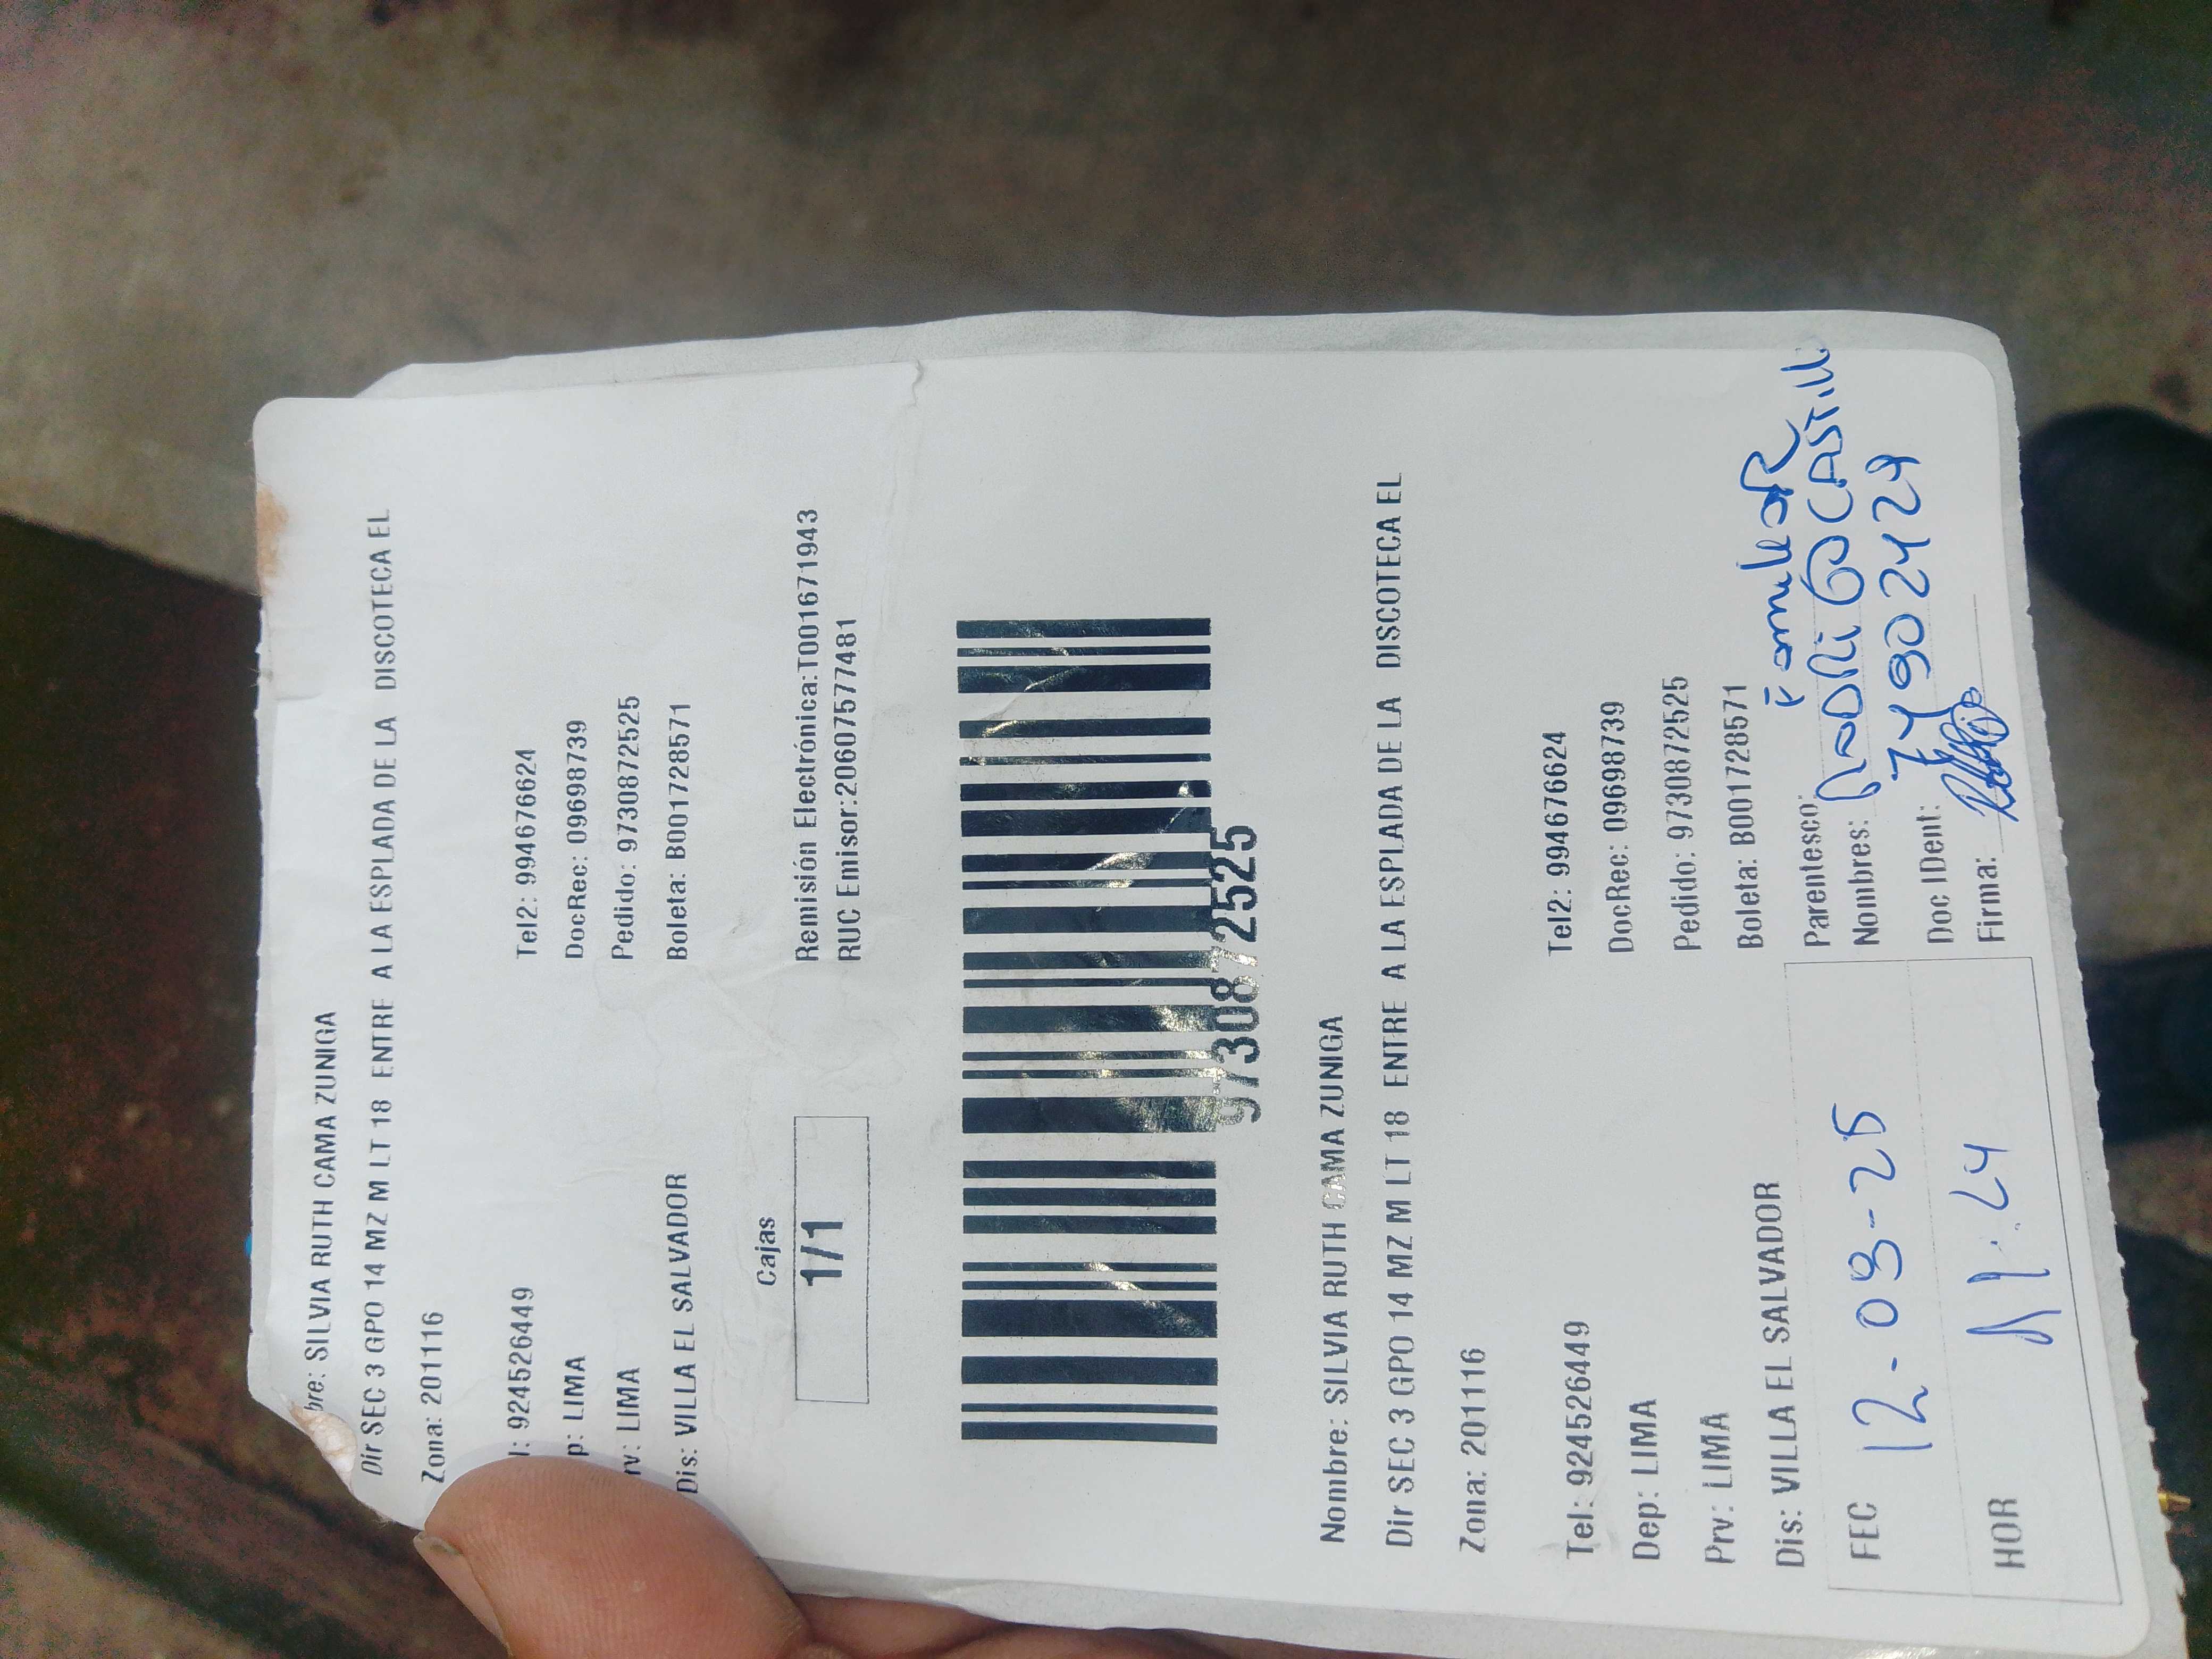 bre: SILVIA RUTH CAMA ZUNIGA
Dir SEC 3 GPO 14 MZ M LT 18 ENTRE A LA ESPLADA DE LA DISCOTECA EL
Zona: 201116
l: 924526449 Tel2: 994676624
p: LIMA DocRec: 09698739
rv: LIMA Pedido: 97308725​25
Dis: VILLA EL SALVADOR Boleta: B001728571
Cajas
1/1
Remisión Electrónica:T001671943
RUC Emisor:20607577481
9730872525
Nombre: SILVIA RUTH CAMA ZUNIGA
Dir SEC 3 GPO 14 MZ M LT 18 ENTRE A LA ESPLADA DE LA DISCOTECA EL
Zona: 201116
Tel: 924526449 Tel2: 994676624
Dep: LIMA DocRec: 09698739
Prv: LIMA Pedido: 9730872525
Dis: VILLA EL SALVADOR Boleta: B001728571
FEC 12-03-25
HOR
Parentesco:
Nombres: CASTILLO
Doc IDent:
Firma: